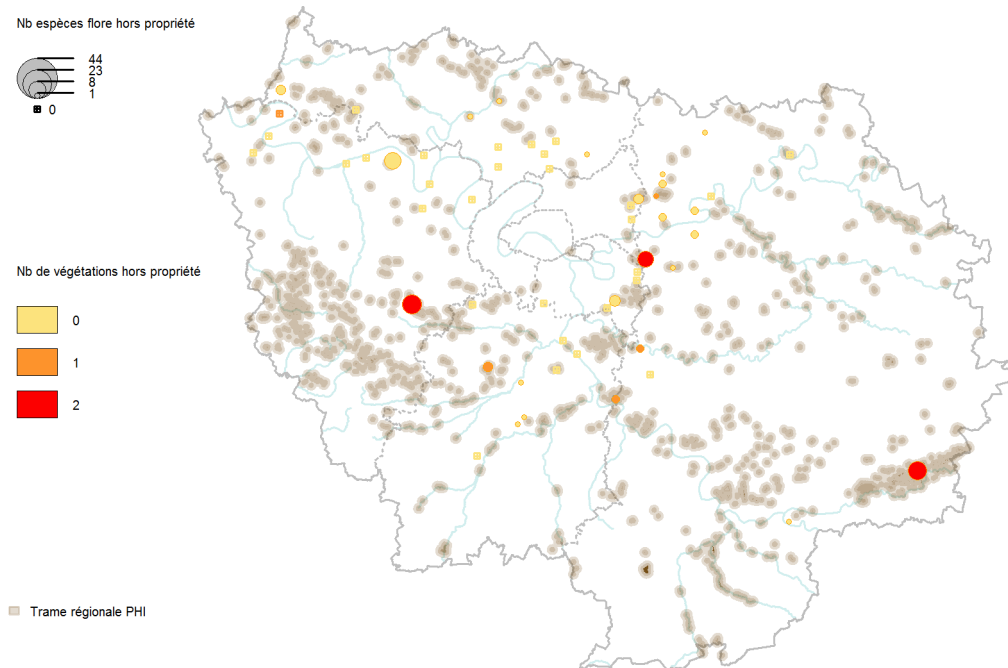 Nb espèces flore hors propriété
44
23
8
1
0
Nb de végétations hors propriété
0
1
2
Trame régionale PHI